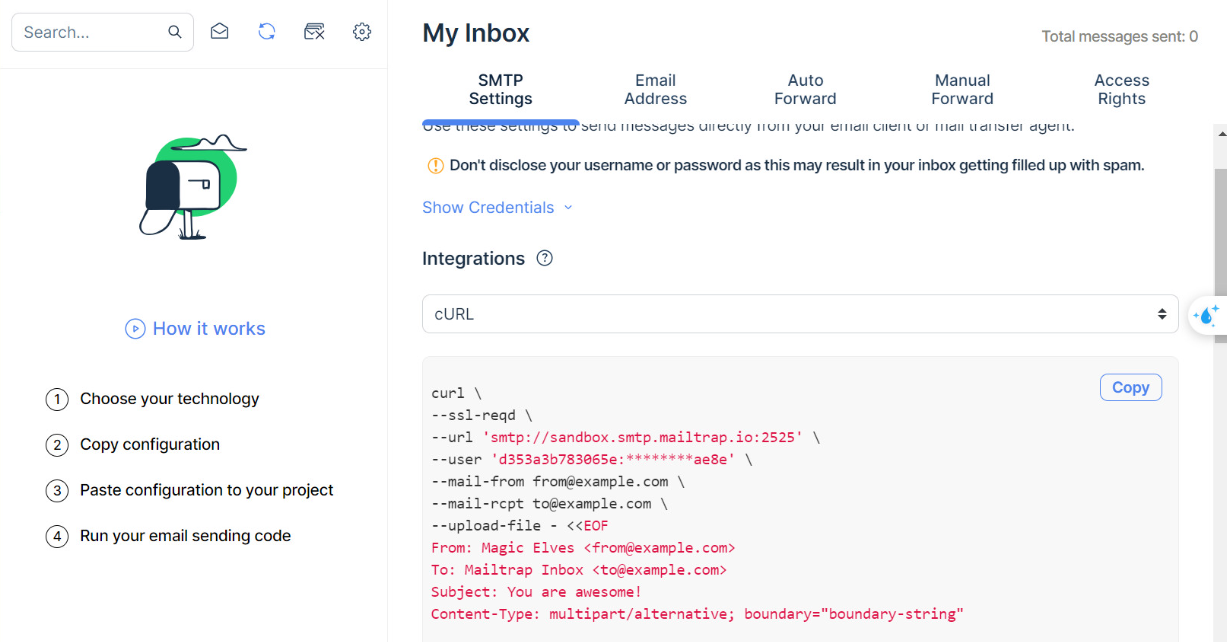 Search...
My Inbox
Total messages sent: 0
SMTP
Settings
Email
Address
Auto
Forward
Manual
Forward
Access
Rights
Use these settings to send messages directly from your email client or mail transfer agent.
Don't disclose your username or password as this may result in your inbox getting filled up with spam.
Show Credentials
Integrations ?
cURL
Copy
curl \
--ssl-reqd \
--url 'smtp://sandbox.smtp.mailtrap.io:2525' \
--user 'd353a3b783065e:********ae8e' \
--mail-from from@example.com \
--mail-rcpt to@example.com \
--upload-file - <<EOF
From: Magic Elves <from@example.com>
To: Mailtrap Inbox <to@example.com>
Subject: You are awesome!
Content-Type: multipart/alternative; boundary="boundary-string"
How it works
1 Choose your technology
2 Copy configuration
3 Paste configuration to your project
4 Run your email sending code